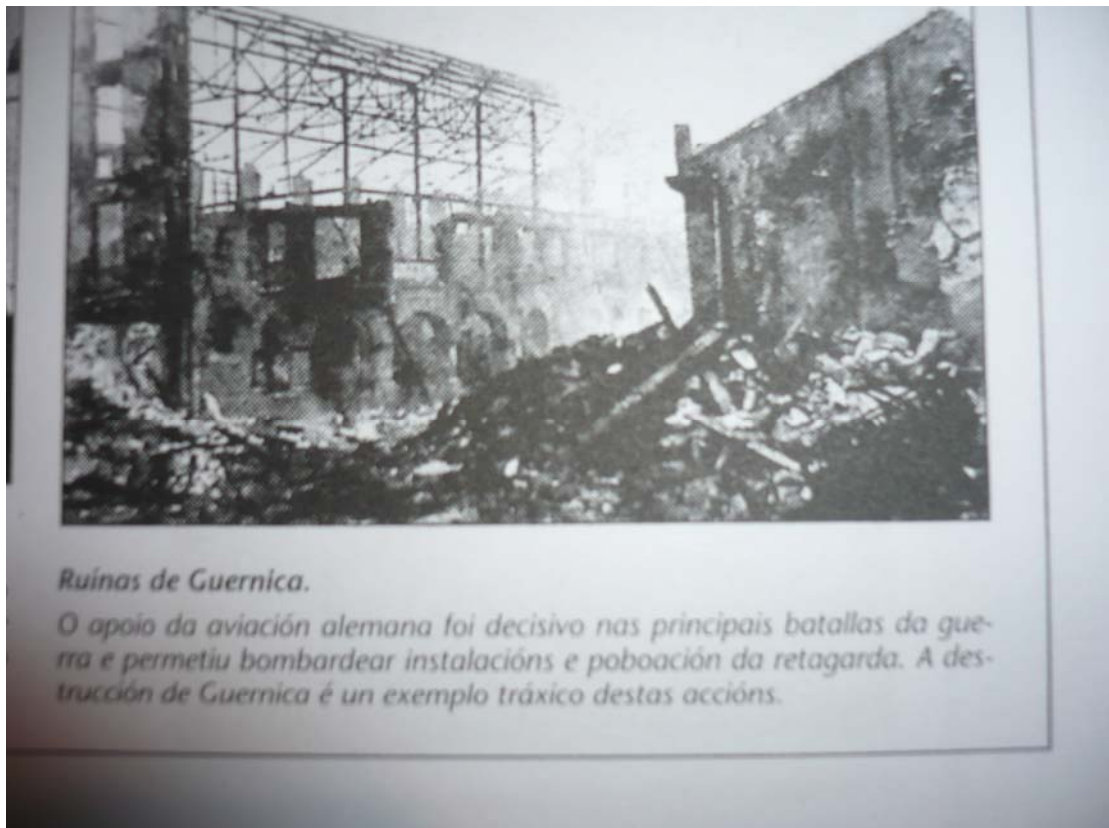 Ruínas de Guernica.
O apoio da aviación alemana foi decisivo nas principais batallas da gue-
rra e permetiu bombardear instalacións e poboación da retagarda. A des-
trucción de Guernica é un exemplo tráxico destas accións.